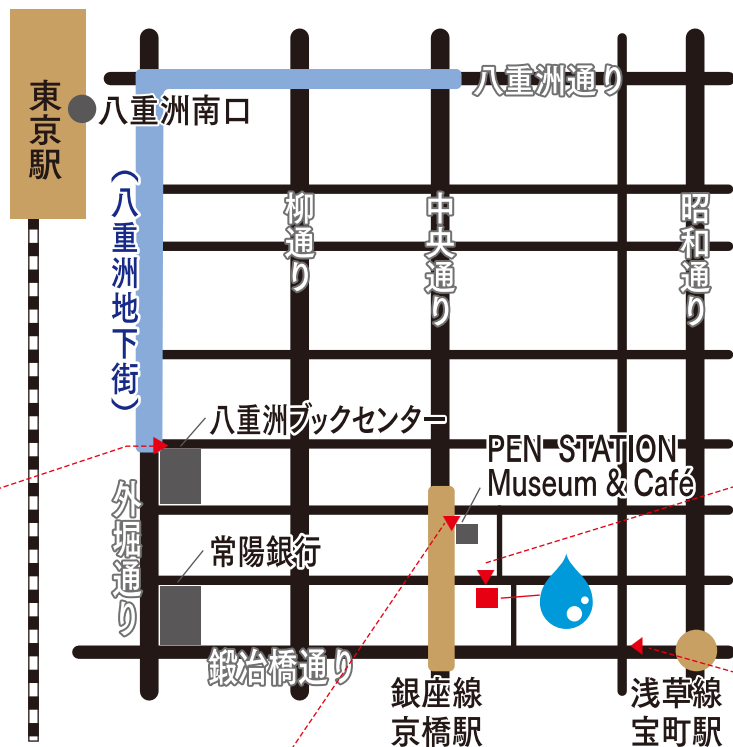 八重洲通り
東京駅
八重洲南口
（八重洲地下街）
柳通り
中央通り
昭和通り
八重洲ブックセンター
PEN STATION
Museum & Café
外堀通り
常陽銀行
鍛冶橋通り
銀座線
京橋駅
浅草線
宝町駅